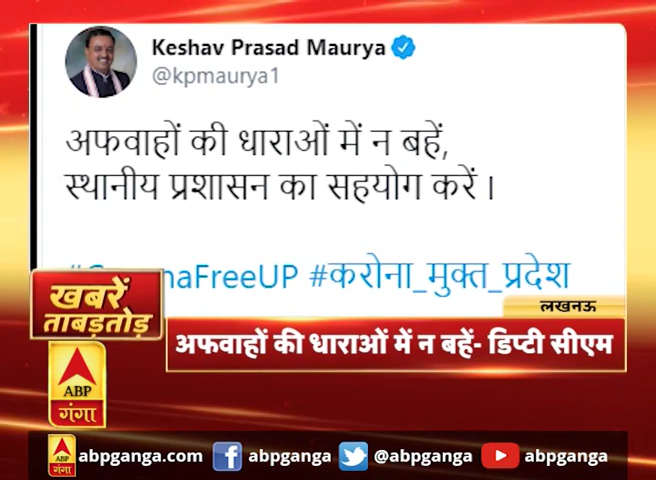 Keshav Prasad Maurya
@kpmaurya1
अफवाहों की धाराओं में न बहें,
स्थानीय प्रशासन का सहयोग करें ।
#करोना_मुक्त_प्रदेश
लखनऊ
खबरें
ताबड़तोड़
अफवाहों की धाराओं में न बहें- डिप्टी सीएम
ABP
गंगा
ABP
गंगा
abpganga.com abpganga @abpganga abpganga